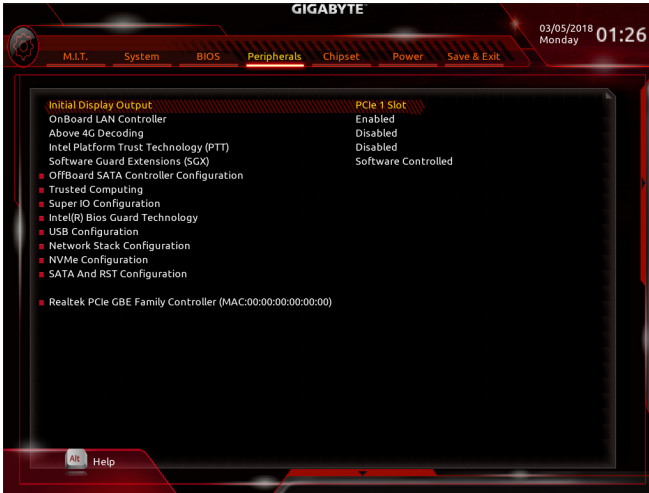 GIGABYTE™
03/05/2018 Monday 01:26
M.I.T. System BIOS Peripherals Chipset Power Save & Exit
Initial Display Output PCIe 1 Slot
OnBoard LAN Controller Enabled
Above 4G Decoding Disabled
Intel Platform Trust Technology (PTT) Disabled
Software Guard Extensions (SGX) Software Controlled
OffBoard SATA Controller Configuration
Trusted Computing
Super IO Configuration
Intel(R) Bios Guard Technology
USB Configuration
Network Stack Configuration
NVMe Configuration
SATA And RST Configuration
Realtek PCIe GBE Family Controller (MAC:00:00:00:00:00:00)
Alt Help